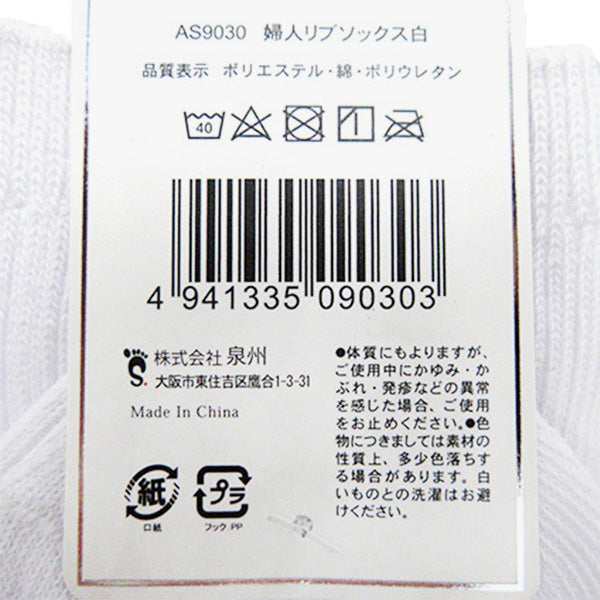 AS9030 婦人リブソックス白
品質表示 ポリエステル・綿・ポリウレタン
40
4 941335 090303
株式会社 泉州
大阪市東住吉区鷹合1-3-31
Made In China
紙
口紙
プラ
フック PP
●体質にもよりますが、
ご使用中にかゆみ・か
ぶれ・発疹などの異常
を感じた場合、ご使用
をお止めください。●色
物につきましては素材の
性質上、多少色落ちする
場合があります。白
いものとの洗濯はお避
けください。